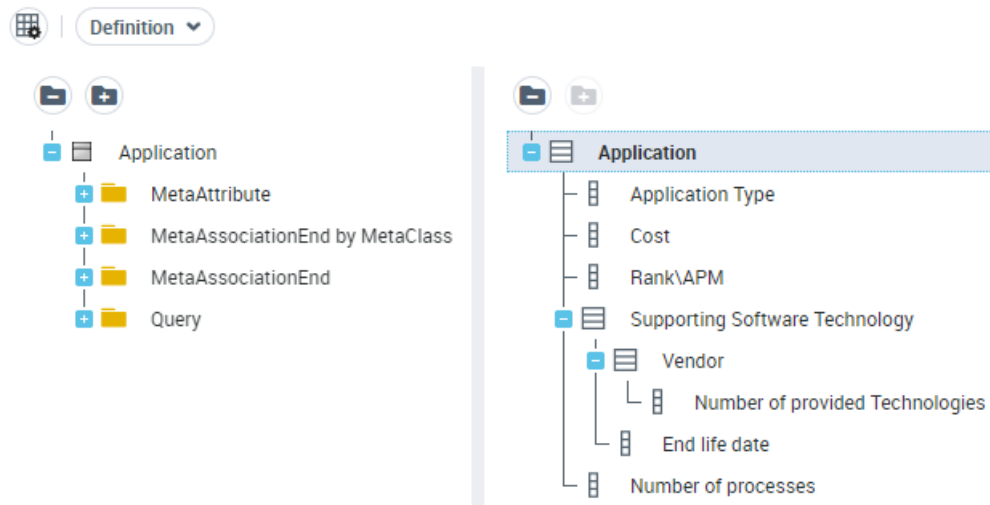 Definition
Application
MetaAttribute
MetaAssociationEnd by MetaClass
MetaAssociationEnd
Query
Application
Application Type
Cost
Rank\APM
Supporting Software Technology
Vendor
Number of provided Technologies
End life date
Number of processes